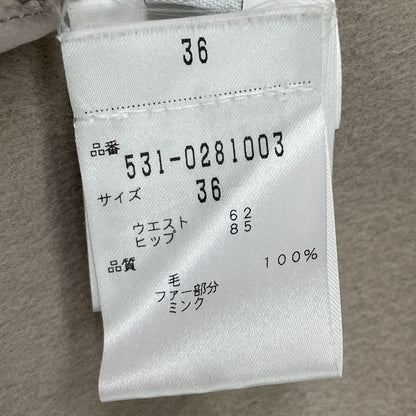 36
品番
531-0281003
サイズ 36
ウエスト 62
ヒップ 85
品質
毛 100%
ファー部分
ミンク